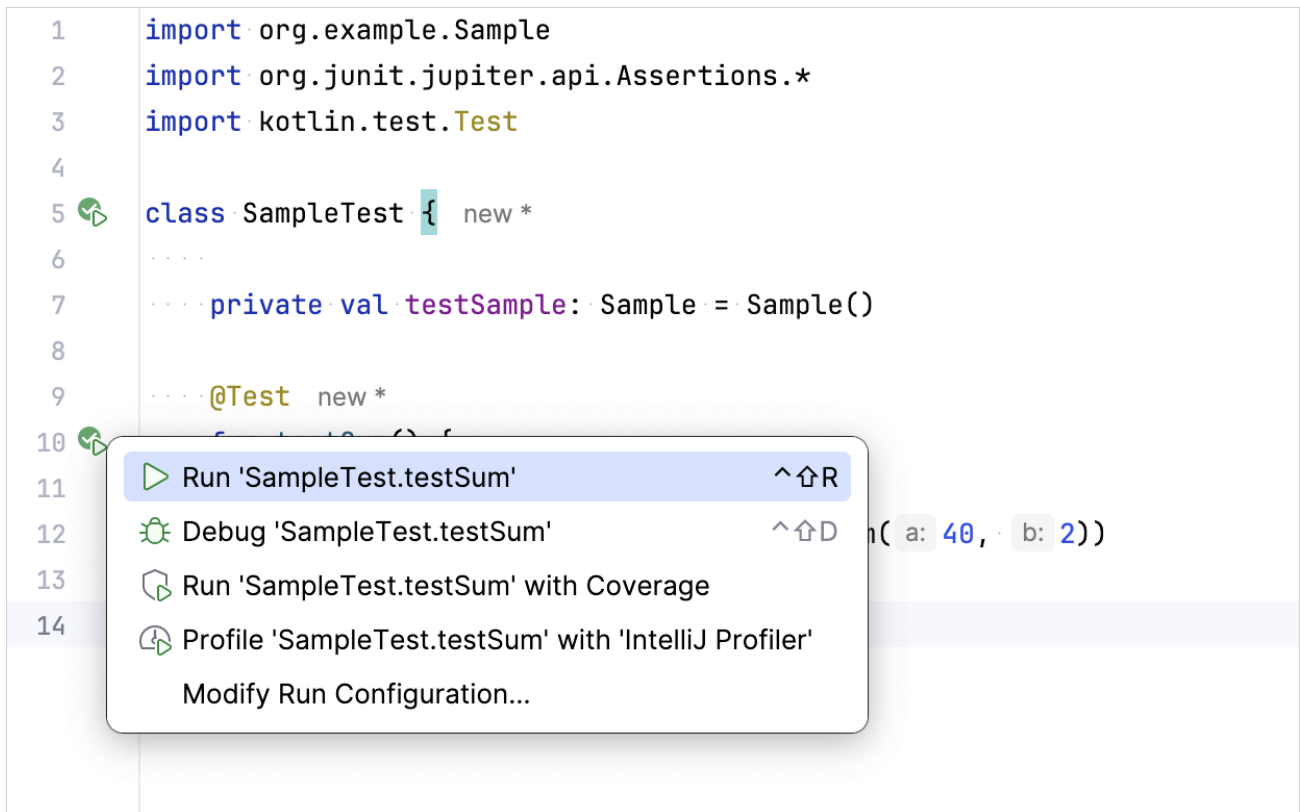 1 import org.example.Sample
2 import org.junit.jupiter.api.Assertions.*
3 import kotlin.test.Test
4
5 class SampleTest { new *
6
7 private val testSample: Sample = Sample()
8
9 @Test new *
10
Run 'SampleTest.testSum' ^⇧R
11
Debug 'SampleTest.testSum' ^⇧D
12 ( a: 40, b: 2))
Run 'SampleTest.testSum' with Coverage
13
14
Profile 'SampleTest.testSum' with 'IntelliJ Profiler'
Modify Run Configuration...